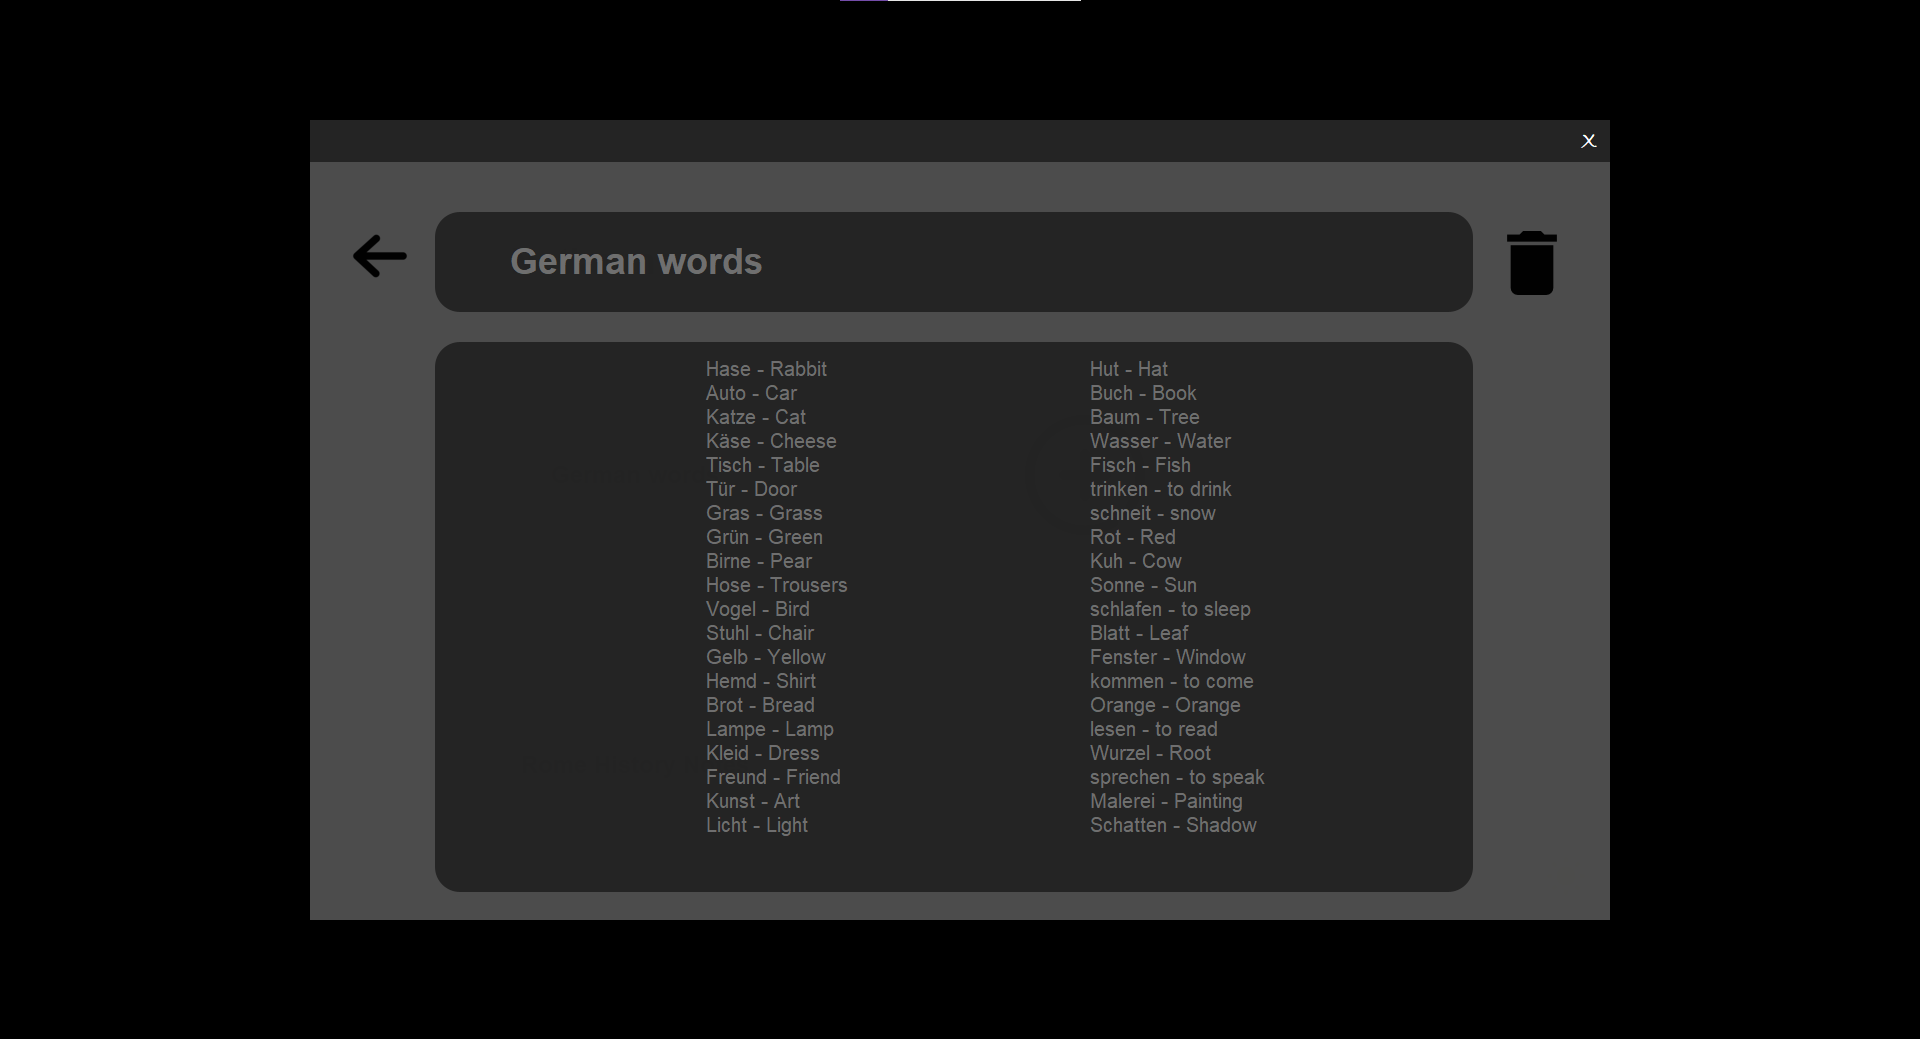 X
German words
Hase - Rabbit
Auto - Car
Katze - Cat
Käse - Cheese
Tisch - Table
Tür - Door
Gras - Grass
Grün - Green
Birne - Pear
Hose - Trousers
Vogel - Bird
Stuhl - Chair
Gelb - Yellow
Hemd - Shirt
Brot - Bread
Lampe - Lamp
Kleid - Dress
Freund - Friend
Kunst - Art
Licht - Light
Hut - Hat
Buch - Book
Baum - Tree
Wasser - Water
Fisch - Fish
trinken - to drink
schneit - snow
Rot - Red
Kuh - Cow
Sonne - Sun
schlafen - to sleep
Blatt - Leaf
Fenster - Window
kommen - to come
Orange - Orange
lesen - to read
Wurzel - Root
sprechen - to speak
Malerei - Painting
Schatten - Shadow